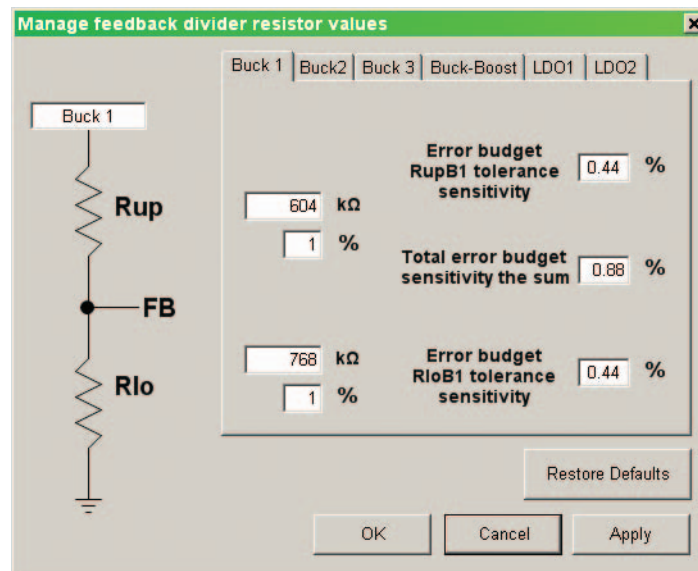 Manage feedback divider resistor values
Buck 1 Buck2 Buck 3 Buck-Boost LDO1 LDO2
Buck 1
Rup
FB
Rlo
604 kΩ
1 %
768 kΩ
1 %
Error budget
RupB1 tolerance
sensitivity
0.44 %
Total error budget
sensitivity the sum
0.88 %
Error budget
RloB1 tolerance
sensitivity
0.44 %
Restore Defaults
OK Cancel Apply